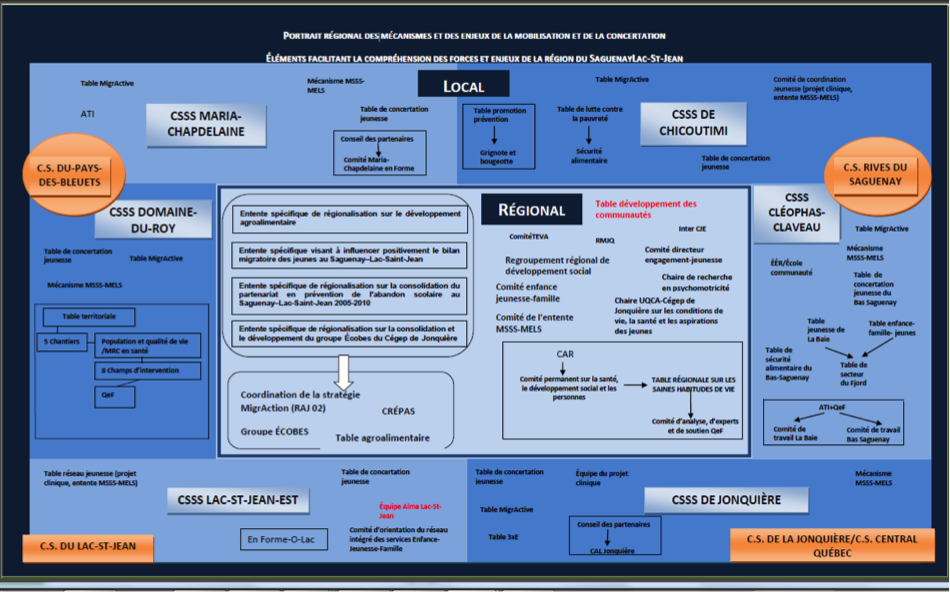 PORTRAIT RÉGIONAL DES MÉCANISMES ET DES ENJEUX DE LA MOBILISATION ET DE LA CONCERTATION
ÉLÉMENTS FACILITANT LA COMPRÉHENSION DES FORCES ET ENJEUX DE LA RÉGION DU SAGUENAYLAC-ST-JEAN
LOCAL
Table MigrActive
Mécanisme MSSS-
MELS
ATI
CSSS MARIA-
CHAPDELAINE
Table de concertation
jeunesse
Conseil des partenaires
Comité Maria-
Chapdelaine en Forme
C.S. DU-PAYS-
DES-BLEUETS
Table promotion
prévention
Grignote et
bougeotte
Table de lutte contre
la pauvreté
Sécurité
alimentaire
Table MigrActive
CSSS DE
CHICOUTIMI
Comité de coordination
jeunesse (projet clinique,
entente MSSS-MELS)
Table de concertation
jeunesse
C.S. RIVES DU
SAGUENAY
CSSS DOMAINE-
DU-ROY
Table de concertation
jeunesse
Table MigrActive
Mécanisme MSSS-MELS
Table territoriale
5 Chantiers
Population et qualité de vie
/MRC en santé
8 Champs d'intervention
QeF
Entente spécifique de régionalisation sur le développement
agroalimentaire
Entente spécifique visant à influencer positivement le bilan
migratoire des jeunes au Saguenay–Lac-Saint-Jean
Entente spécifique de régionalisation sur la consolidation du
partenariat en prévention de l'abandon scolaire au
Saguenay–Lac-Saint-Jean 2005-2010
Entente spécifique de régionalisation sur la consolidation et
le développement du groupe Écobes du Cégep de Jonquière
Coordination de la stratégie
MigrAction (RAJ 02)
CRÉPAS
Groupe ÉCOBES
Table agroalimentaire
RÉGIONAL
Table développement des
communautés
ComitéTEVA
RMJQ
Inter CJE
Regroupement régional de
développement social
Comité directeur
engagement-jeunesse
Comité enfance
jeunesse-famille
Chaire de recherche
en psychomotricité
Comité de l'entente
MSSS-MELS
Chaire UQCA-Cégep de
Jonquière sur les conditions de
vie, la santé et les aspirations
des jeunes
CAR
Comité permanent sur la santé,
le développement social et les
personnes
TABLE RÉGIONALE SUR LES
SAINES HABITUDES DE VIE
Comité d'analyse, d'experts
et de soutien QeF
CSSS
CLÉOPHAS-
CLAVEAU
Table MigrActive
Mécanisme
MSSS-MELS
ÉÉR/École
communauté
Table de
concertation
jeunesse du
Bas Saguenay
Table
jeunesse de
La Baie
Table enfance-
famille- jeunes
Table de
sécurité
alimentaire du
Bas-Saguenay
Table de
secteur
du Fjord
ATI+QeF
Comité de
travail La Baie
Comité de travail
Bas Saguenay
Table réseau jeunesse (projet
clinique, entente MSSS-MELS)
Table de concertation
jeunesse
CSSS LAC-ST-JEAN-EST
Équipe Alma Lac-St-
Jean
En Forme-O-Lac
Comité d'orientation du réseau
intégré des services Enfance-
Jeunesse-Famille
C.S. DU LAC-ST-JEAN
Table de concertation
jeunesse
Équipe du projet
clinique
Mécanisme
MSSS-MELS
CSSS DE JONQUIÈRE
Table MigrActive
Table 3xE
Conseil des partenaires
CAL Jonquière
C.S. DE LA JONQUIÈRE/C.S. CENTRAL
QUÉBEC